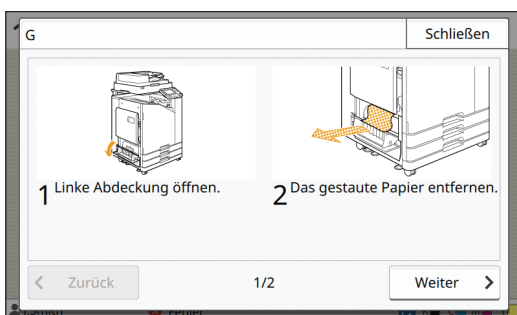 G
Schließen
1 Linke Abdeckung öffnen.
2 Das gestaute Papier entfernen.
Zurück
1/2
Weiter